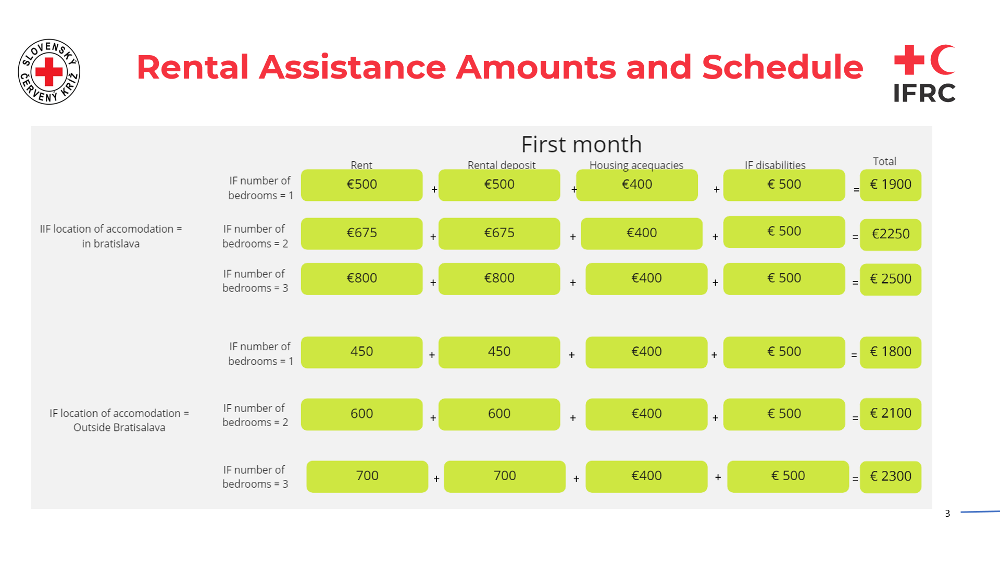 SLOVENSKÝ
ČERVENÝ KRÍŽ
Rental Assistance Amounts and Schedule
IFRC
First month
Rent Rental deposit Housing acequacies IF disabilities Total
IF number of
bedrooms = 1
€500 + €500 + €400 + € 500 = € 1900
IIF location of accomodation =
in bratislava
IF number of
bedrooms = 2
€675 + €675 + €400 + € 500 = €2250
IF number of
bedrooms = 3
€800 + €800 + €400 + € 500 = € 2500
IF number of
bedrooms = 1
450 + 450 + €400 + € 500 = € 1800
IF location of accomodation =
Outside Bratisalava
IF number of
bedrooms = 2
600 + 600 + €400 + € 500 = € 2100
IF number of
bedrooms = 3
700 + 700 + €400 + € 500 = € 2300
3